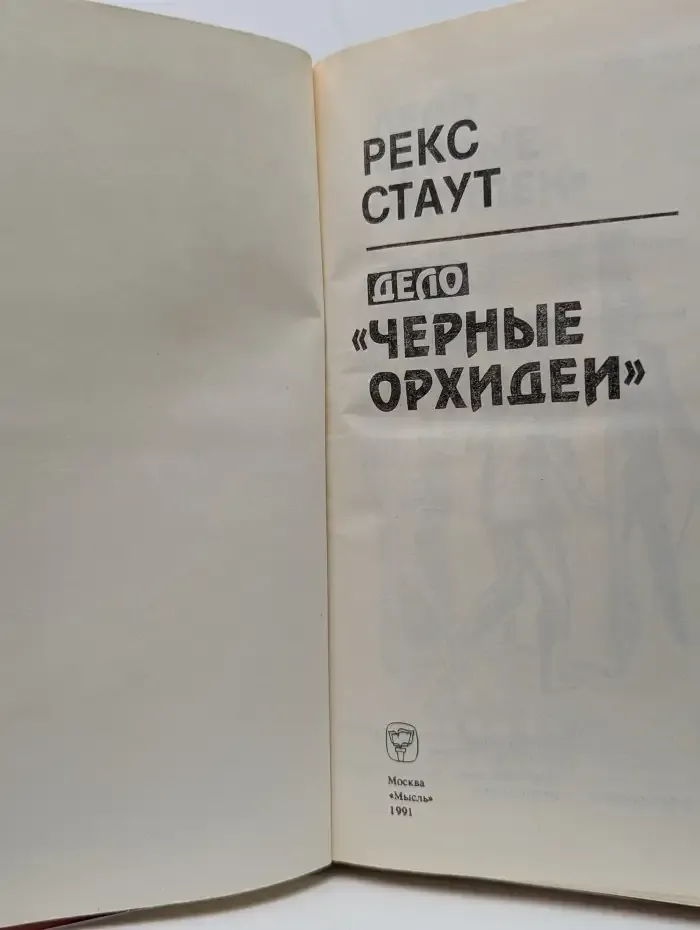 РЕКС
СТАУТ
ДЕЛО
«ЧЕРНЫЕ
ОРХИДЕИ»
Москва
«Мысль»
1991